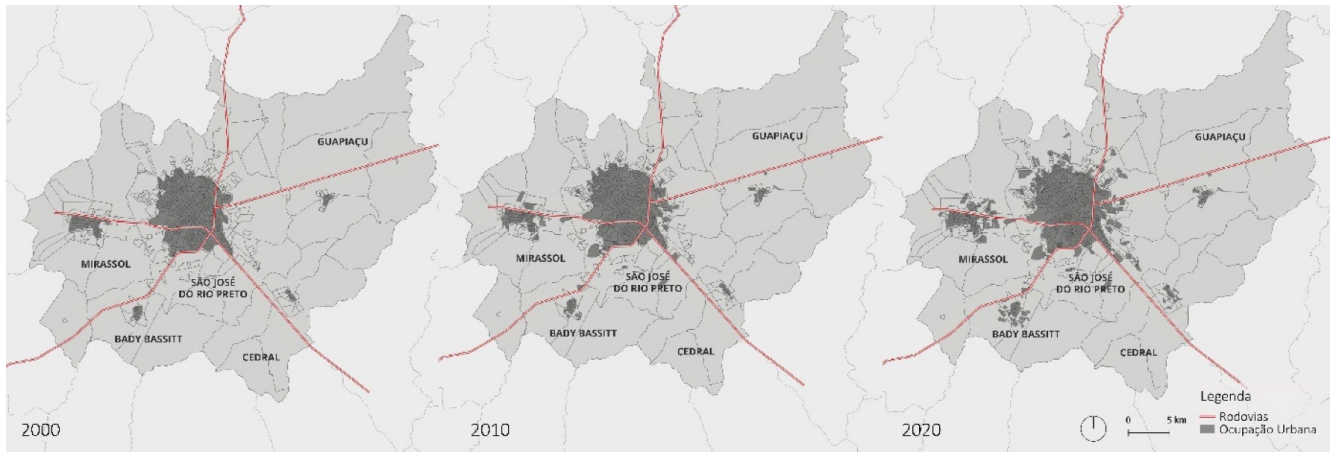 GUAPIAÇU
MIRASSOL
SÃO JOSÉ
DO RIO PRETO
BADY BASSITT
CEDRAL
2000
GUAPIAÇU
MIRASSOL
SÃO JOSÉ
DO RIO PRETO
BADY BASSITT
CEDRAL
2010
GUAPIAÇU
MIRASSOL
SÃO JOSÉ
DO RIO PRETO
BADY BASSITT
CEDRAL
2020
0 5 km
Legenda
Rodovias
Ocupação Urbana